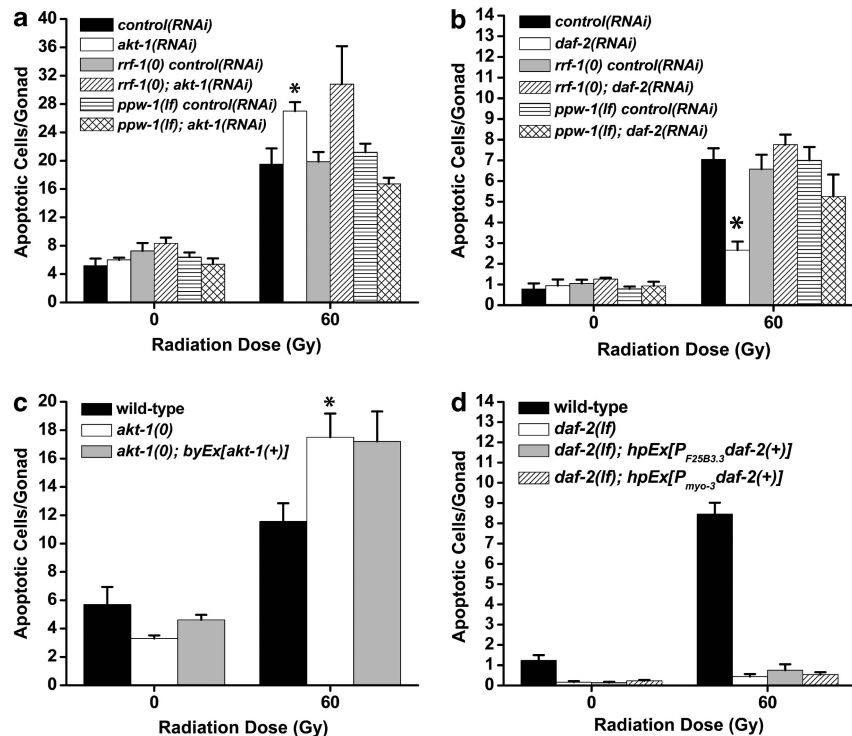 a
Apoptotic Cells/Gonad
40
36
32
28
24
20
16
12
8
4
0
control(RNAi)
akt-1(RNAi)
rrf-1(0) control(RNAi)
rrf-1(0); akt-1(RNAi)
ppw-1(lf) control(RNAi)
ppw-1(lf); akt-1(RNAi)
*
0 60
Radiation Dose (Gy)
b
Apoptotic Cells/Gonad
14
13
12
11
10
9
8
7
6
5
4
3
2
1
0
control(RNAi)
daf-2(RNAi)
rrf-1(0) control(RNAi)
rrf-1(0); daf-2(RNAi)
ppw-1(lf) control(RNAi)
ppw-1(lf); daf-2(RNAi)
*
0 60
Radiation Dose (Gy)
c
Apoptotic Cells/Gonad
20
18
16
14
12
10
8
6
4
2
0
wild-type
akt-1(0)
akt-1(0); byEx[akt-1(+)]
*
0 60
Radiation Dose (Gy)
d
Apoptotic Cells/Gonad
14
13
12
11
10
9
8
7
6
5
4
3
2
1
0
wild-type
daf-2(lf)
daf-2(lf); hpEx[P F25B3.3 daf-2(+)]
daf-2(lf); hpEx[P myo-3 daf-2(+)]
0 60
Radiation Dose (Gy)